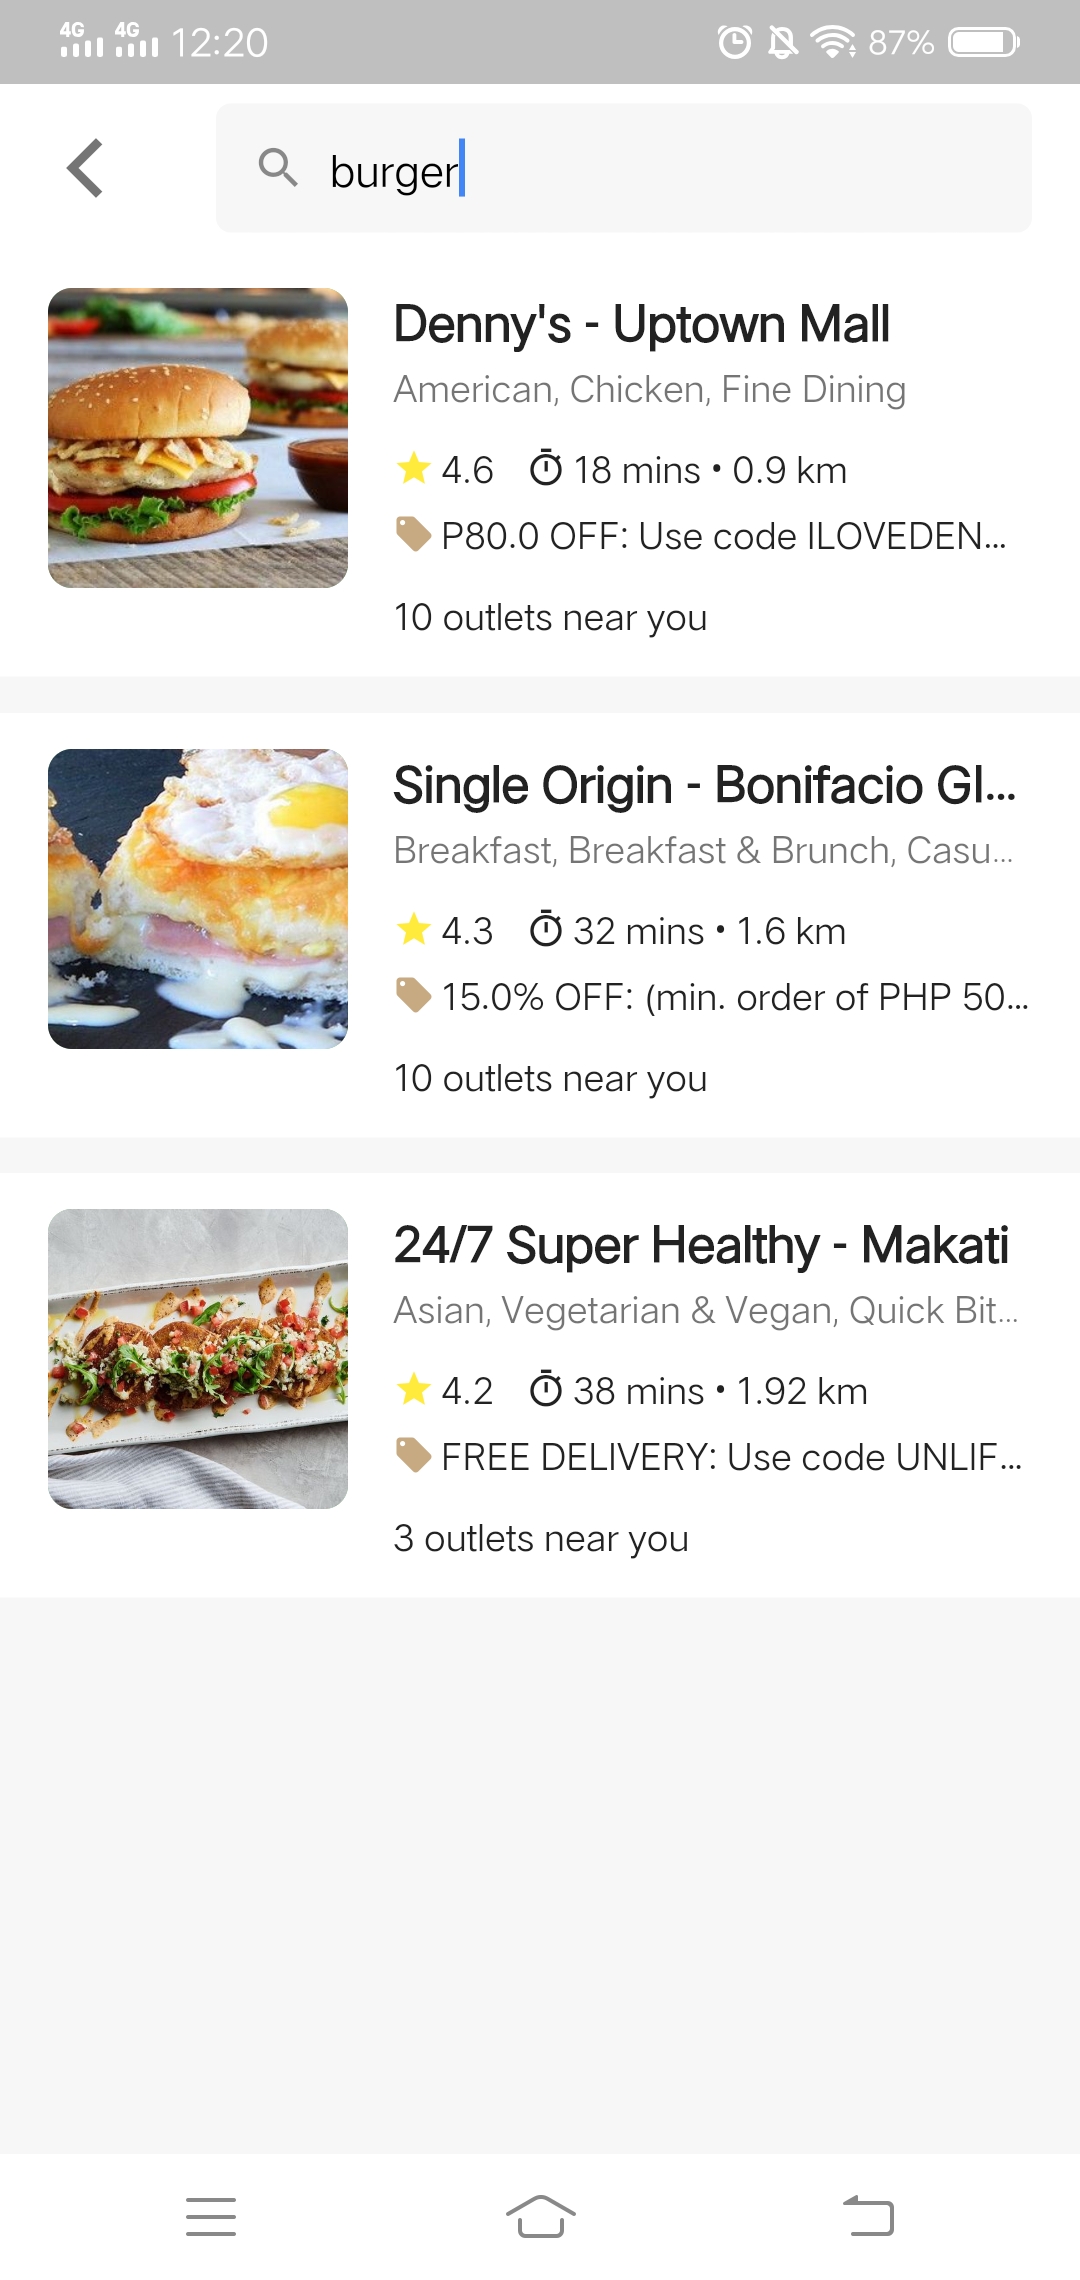 4G 4G 12:20 87%
burger
Denny's - Uptown Mall
American, Chicken, Fine Dining
4.6 18 mins • 0.9 km
P80.0 OFF: Use code ILOVEDEN...
10 outlets near you
Single Origin - Bonifacio Gl...
Breakfast, Breakfast & Brunch, Casu...
4.3 32 mins • 1.6 km
15.0% OFF: (min. order of PHP 50...
10 outlets near you
24/7 Super Healthy - Makati
Asian, Vegetarian & Vegan, Quick Bit...
4.2 38 mins • 1.92 km
FREE DELIVERY: Use code UNLIF...
3 outlets near you